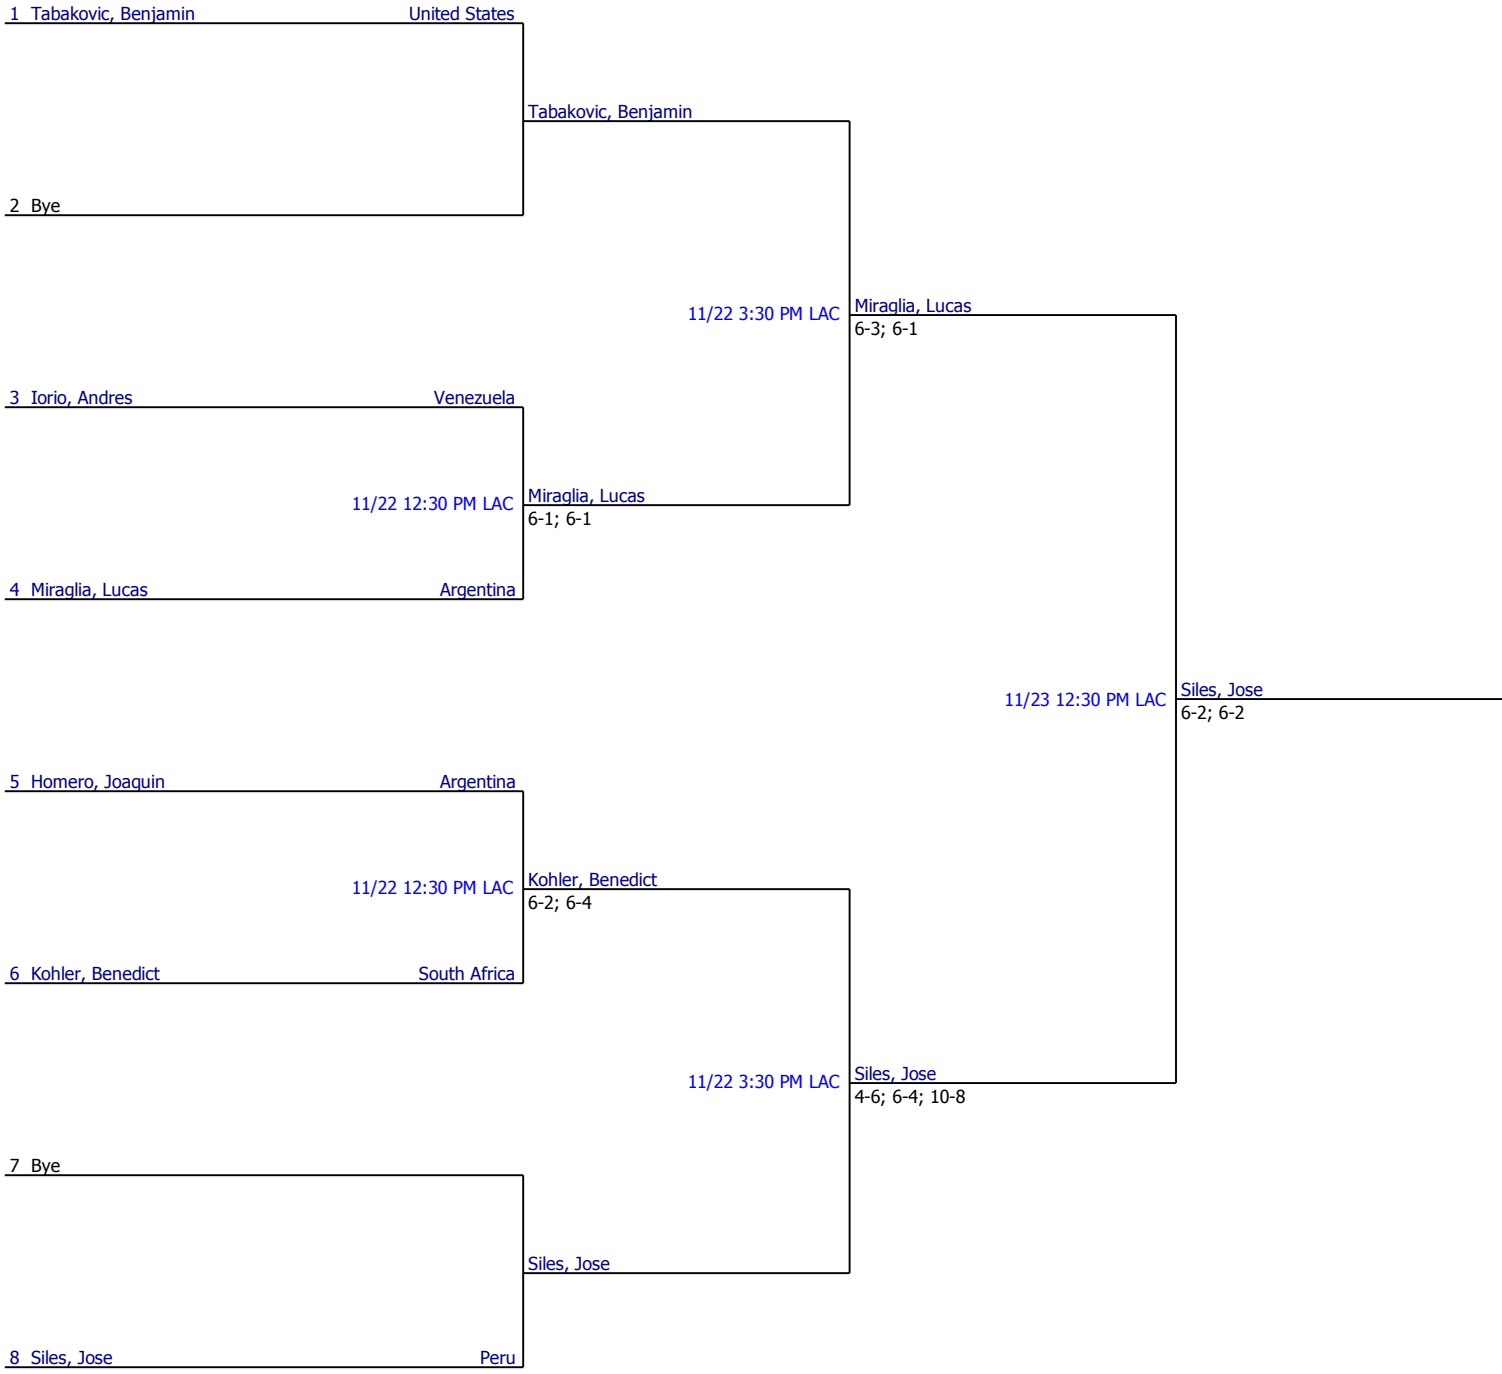 1 Tabakovic, Benjamin United States
Tabakovic, Benjamin
2 Bye
11/22 3:30 PM LAC Miraglia, Lucas
6-3; 6-1
3 Iorio, Andres Venezuela
11/22 12:30 PM LAC Miraglia, Lucas
6-1; 6-1
4 Miraglia, Lucas Argentina
11/23 12:30 PM LAC Siles, Jose
6-2; 6-2
5 Homero, Joaquin Argentina
11/22 12:30 PM LAC Kohler, Benedict
6-2; 6-4
6 Kohler, Benedict South Africa
11/22 3:30 PM LAC Siles, Jose
4-6; 6-4; 10-8
7 Bye
Siles, Jose
8 Siles, Jose Peru